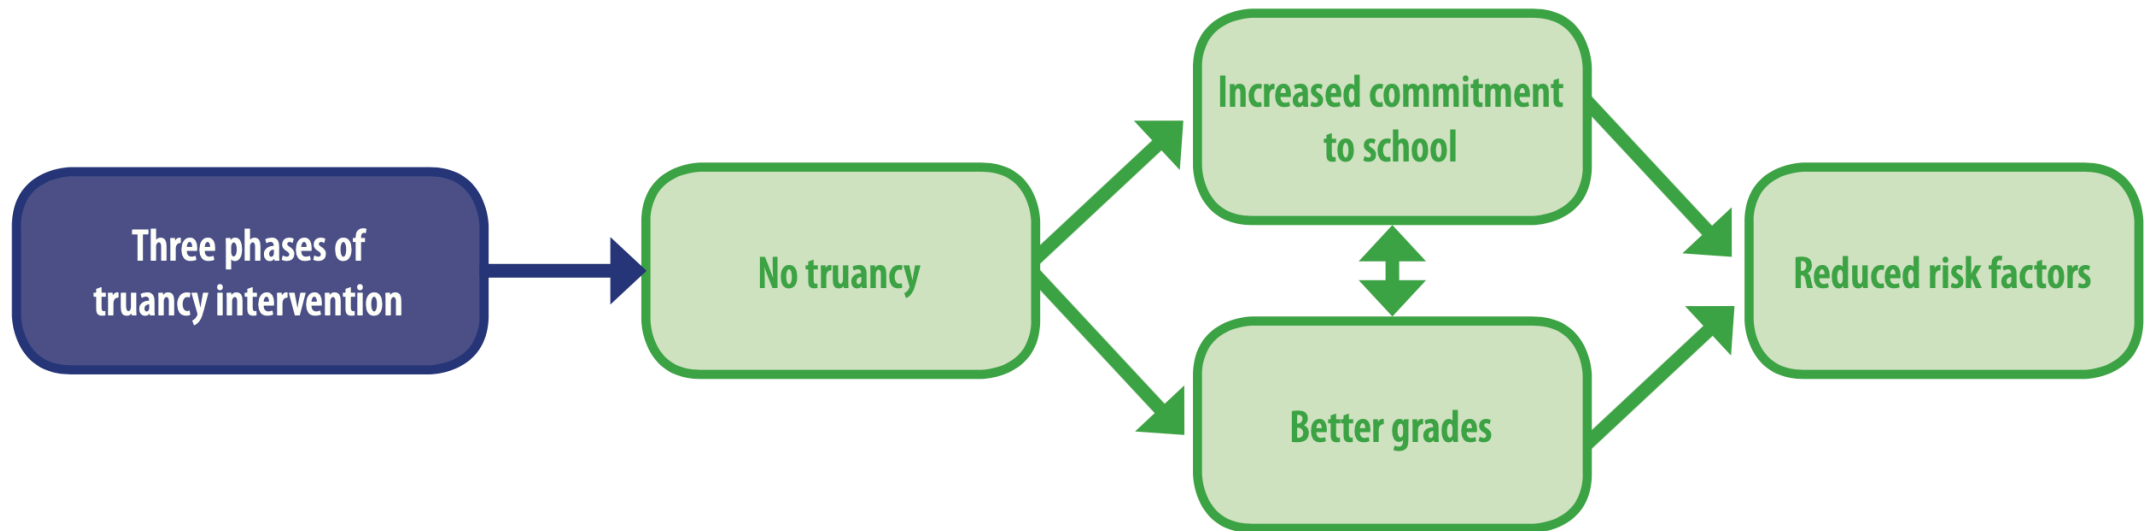 Three phases of
truancy intervention
No truancy
Increased commitment
to school
Better grades
Reduced risk factors